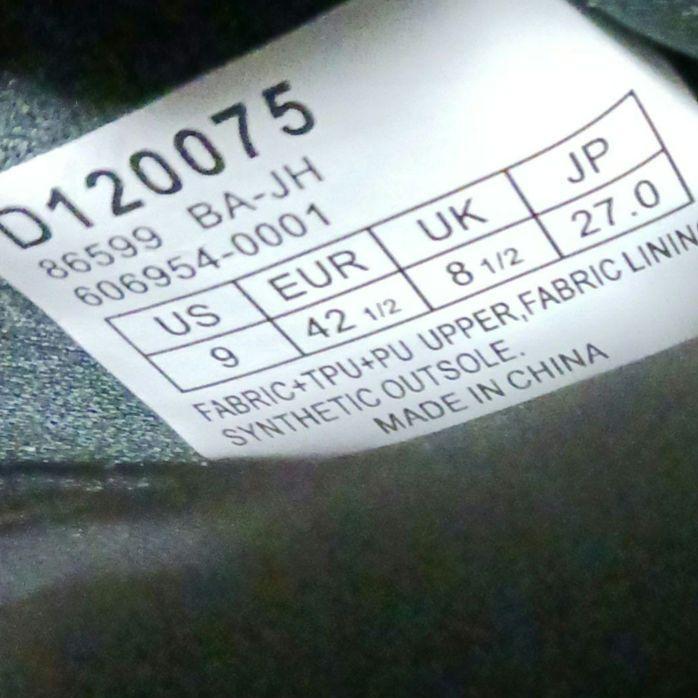 D120075
86599 BA-JH
606954-0001
US EUR UK JP
9 42 1/2 8 1/2 27.0
FABRIC+TPU+PU UPPER,FABRIC LINING
SYNTHETIC OUTSOLE.
MADE IN CHINA